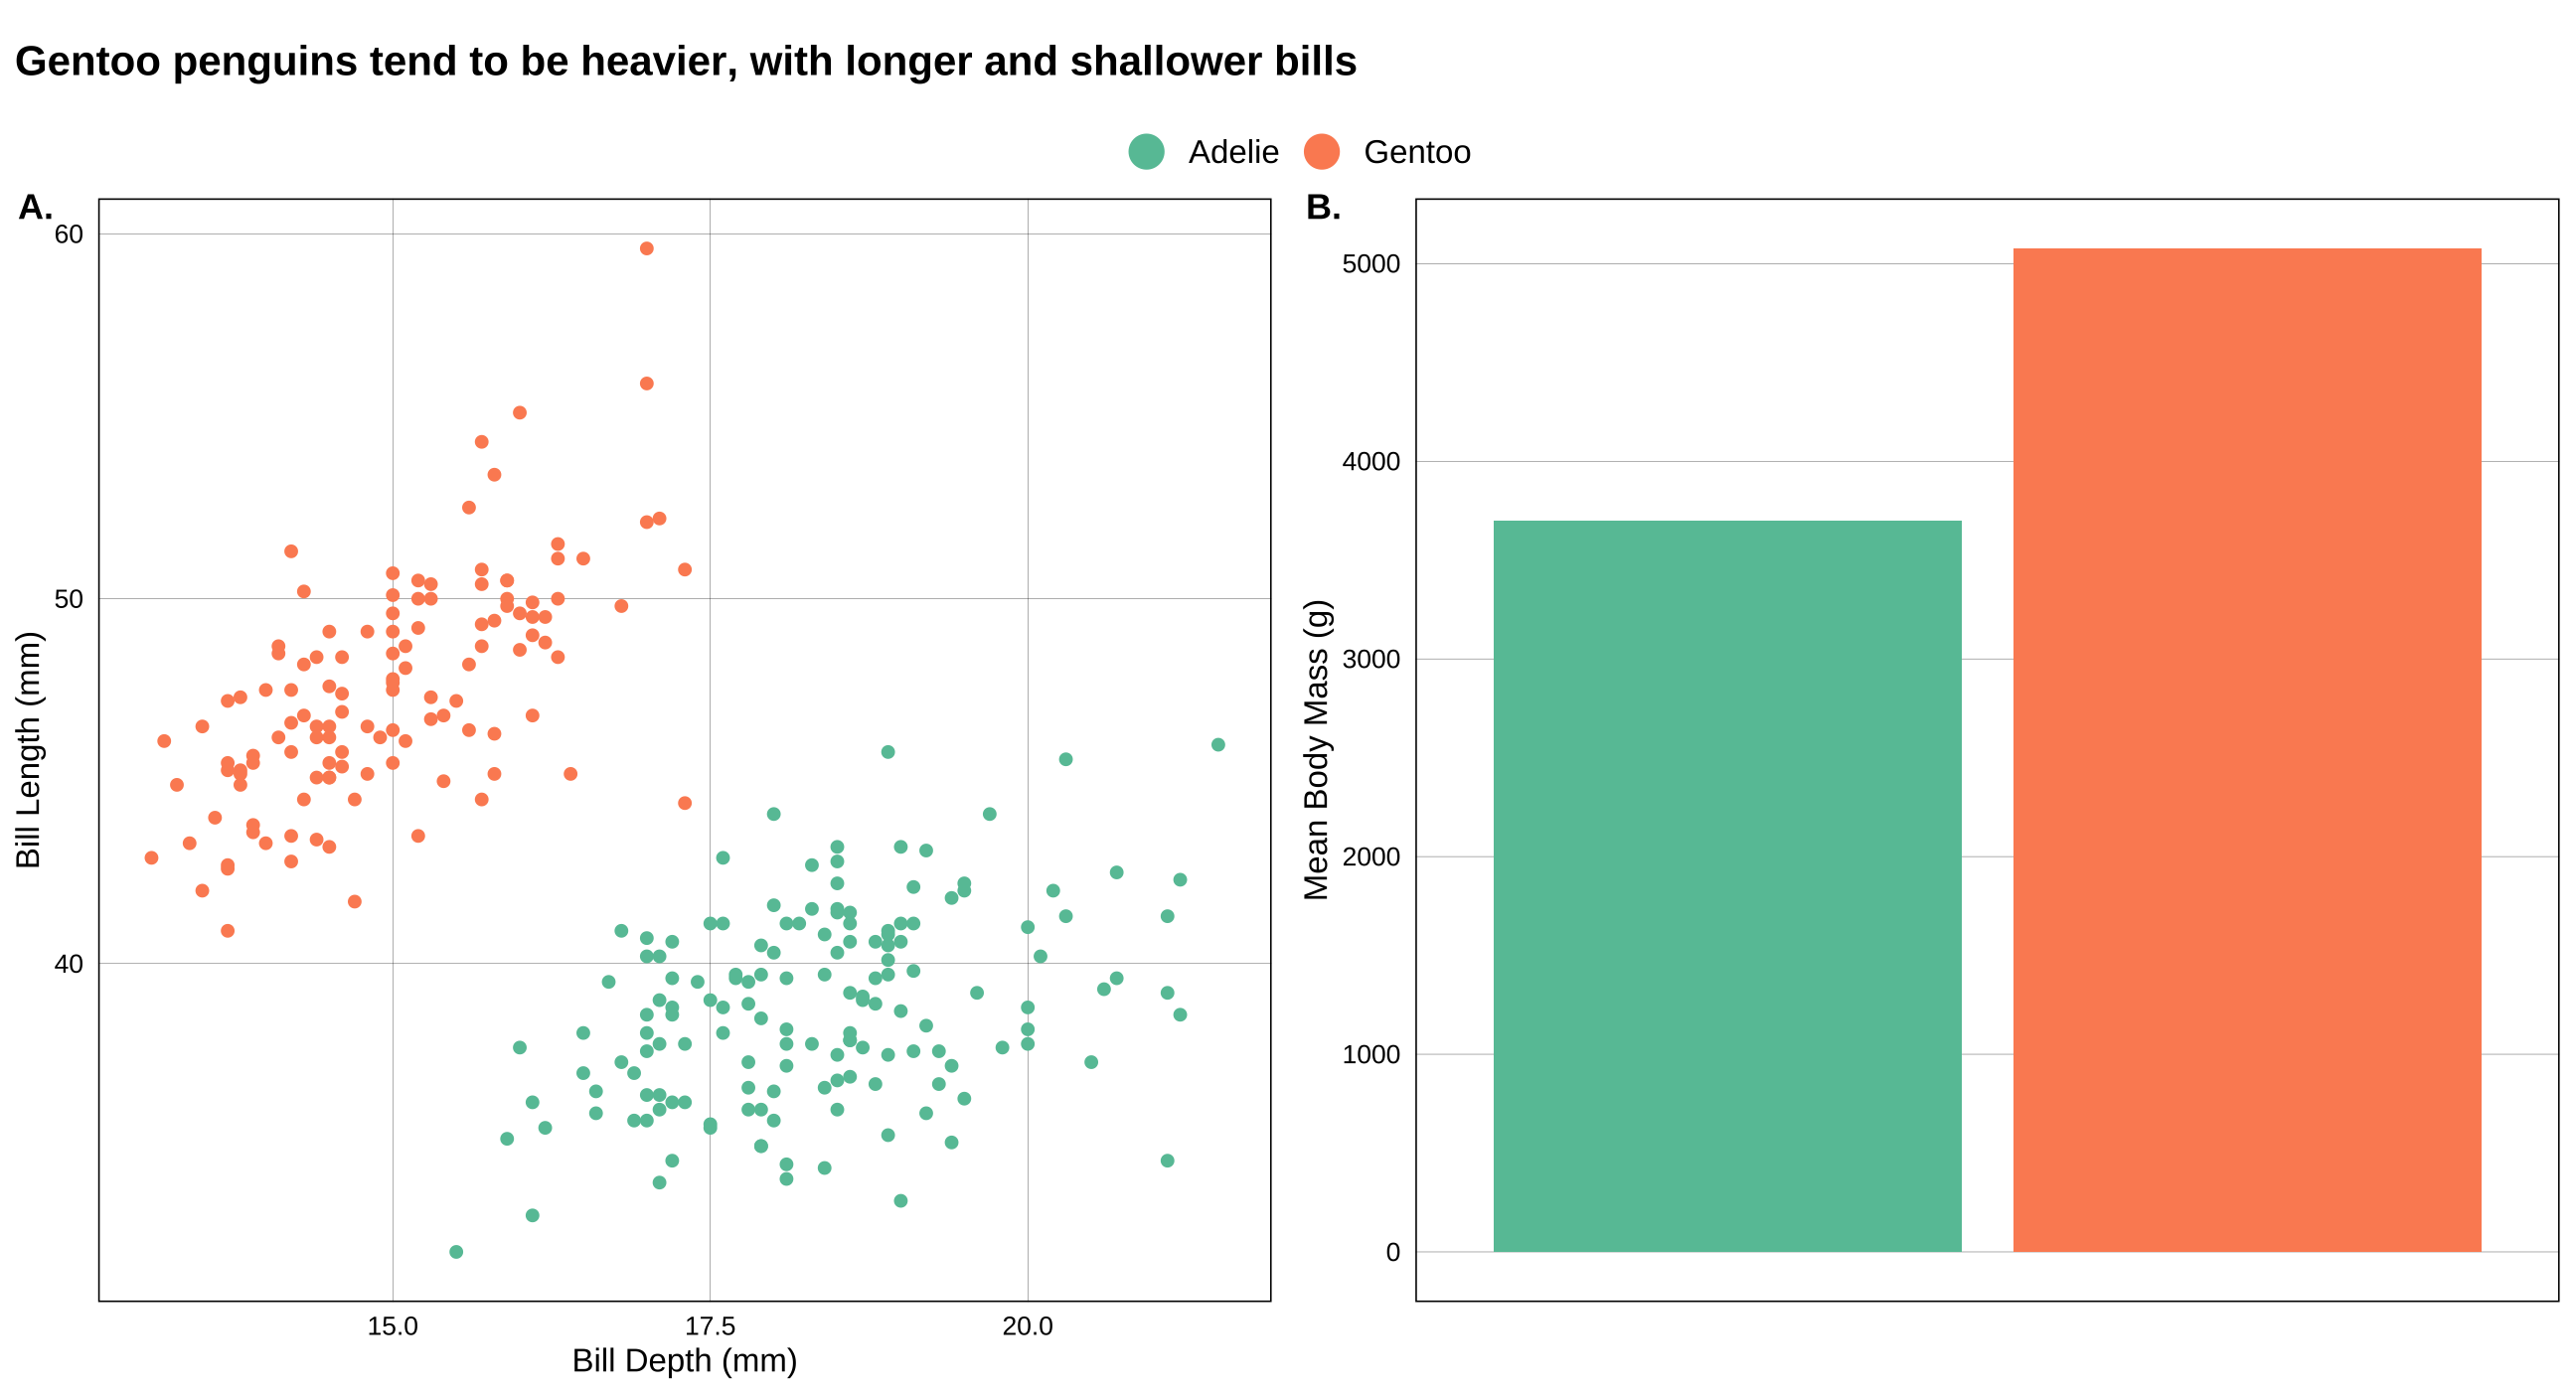 Gentoo penguins tend to be heavier, with longer and shallower bills
Adelie Gentoo
A.
60
50
40
Bill Length (mm)
15.0 17.5 20.0
Bill Depth (mm)
B.
5000
4000
3000
2000
1000
0
Mean Body Mass (g)